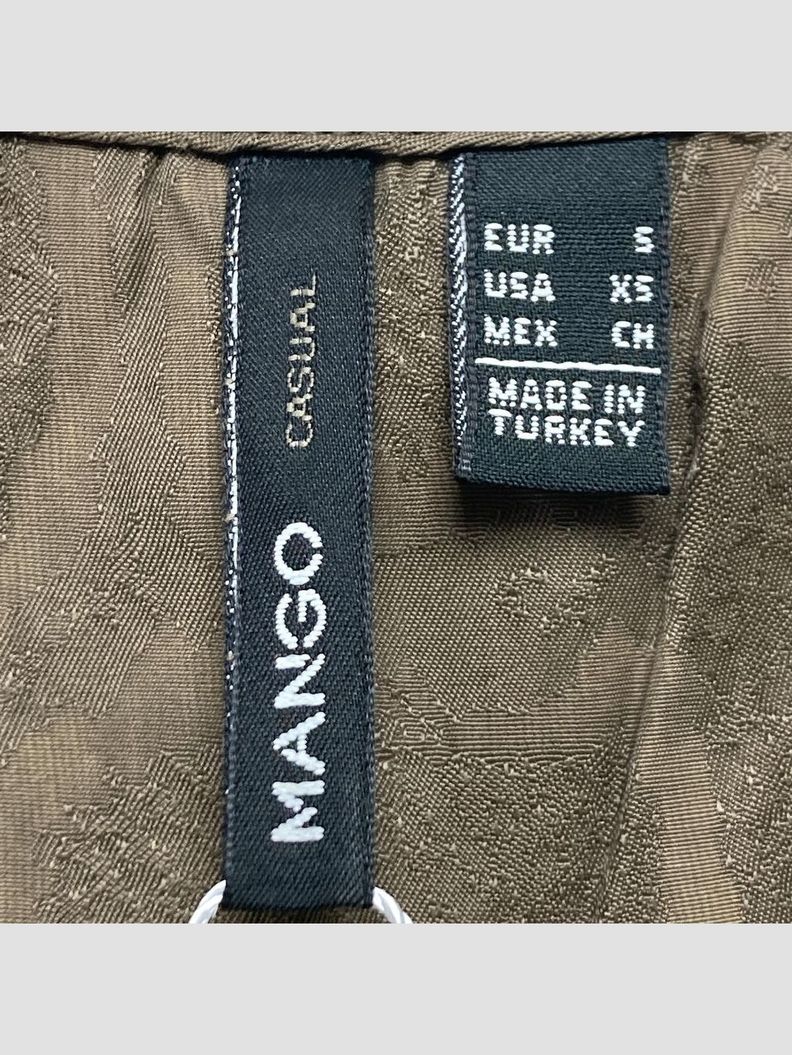 MANGO CASUAL
EUR S
USA XS
MEX CH
MADE IN
TURKEY